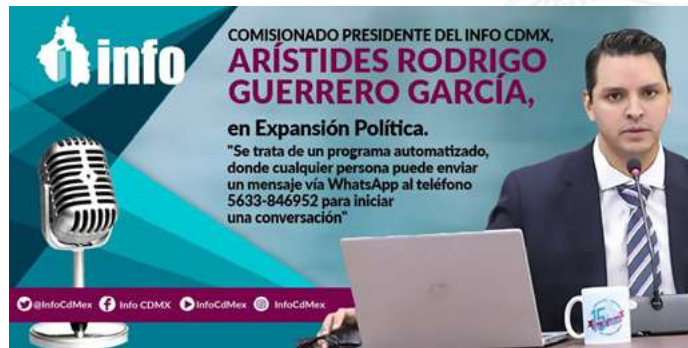 info
COMISIONADO PRESIDENTE DEL INFO CDMX,
ARÍSTIDES RODRIGO
GUERRERO GARCÍA,
en Expansión Política.
"Se trata de un programa automatizado,
donde cualquier persona puede enviar
un mensaje vía WhatsApp al teléfono
5633-846952 para iniciar
una conversación"
@InfoCdMex Info CDMX InfoCdMex InfoCdMex
15